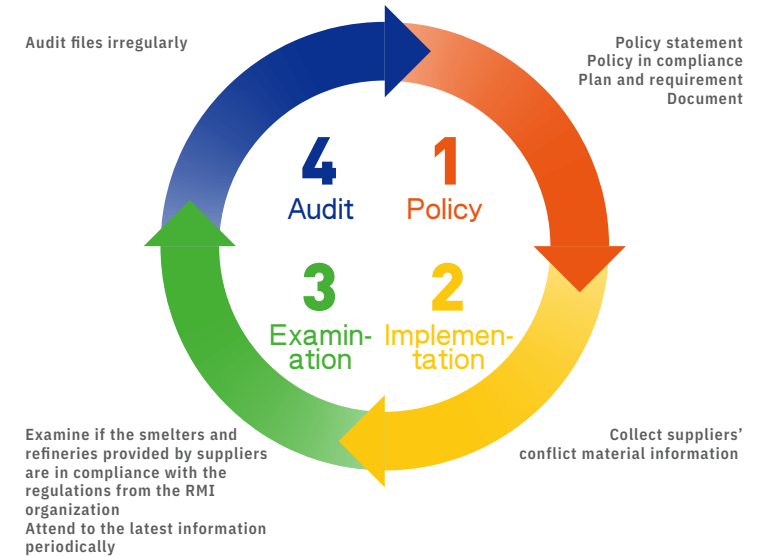 Audit files irregularly
Policy statement
Policy in compliance
Plan and requirement
Document
4
Audit
1
Policy
3
Examin-
ation
2
Implemen-
tation
Examine if the smelters and
refineries provided by suppliers
are in compliance with the
regulations from the RMI
organization
Attend to the latest information
periodically
Collect suppliers’
conflict material information